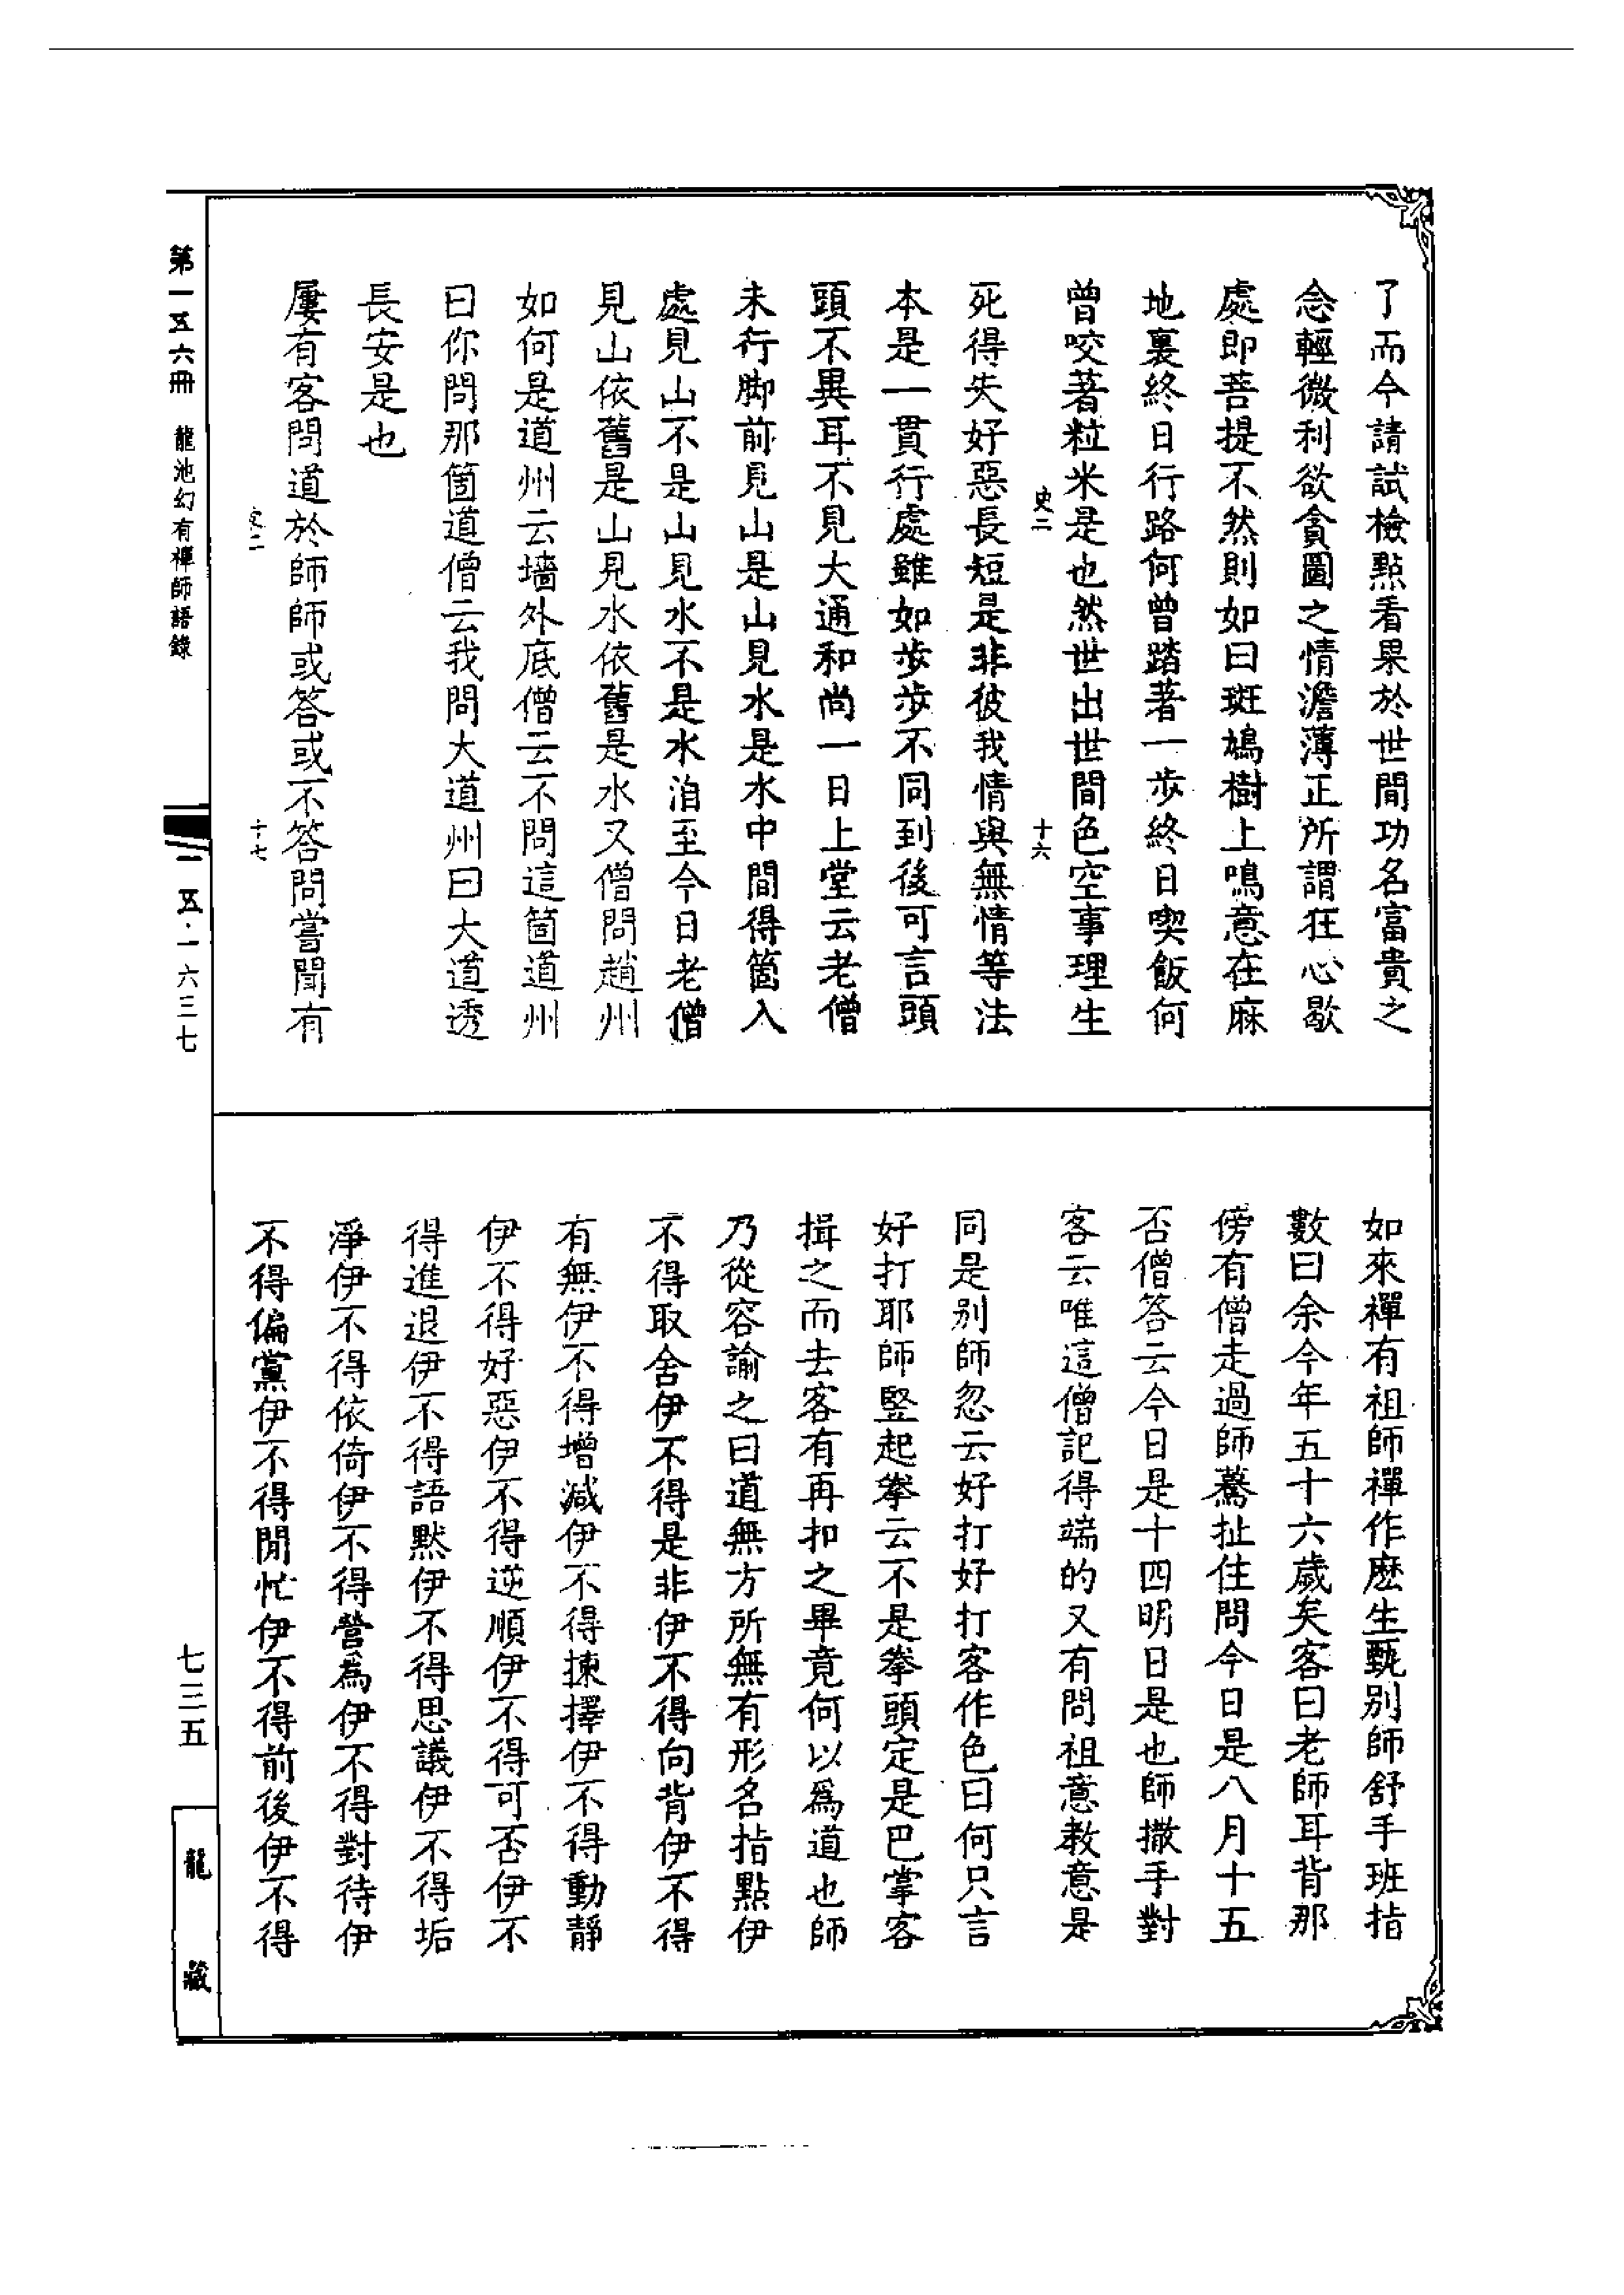 了而今請試檢點看果於世間功名富貴之
念輕微利欲貪圖之情澹薄正所謂狂心歇
處即菩提不然則如曰斑鳩樹上鳴意在麻
地裏終日行路何曾踏著一步終日喫飯何
曾咬著粒米是也然世出世間色空事理生
史二 十六
死得失好惡長短是非彼我情與無情等法
本是一貫行處雖如步步不同到後可言頭
頭不異耳不見大通和尚一日上堂云老僧
未行脚前見山是山見水是水中間得箇入
處見山不是山見水不是水洎至今日老僧
見山依舊是山見水依舊是水又僧問趙州
如何是道州云墻外底僧云不問這箇道州
曰你問那箇道僧云我問大道州曰大道透
長安是也
屢有客問道於師師或答或不答問嘗聞有
史二 十七
如來禪有祖師禪作麽生甄別師舒手班指
數曰余今年五十六歲矣客曰老師耳背那
傍有僧走過師驀扯住問今日是八月十五
否僧答云今日是十四明日是也師撒手對
客云唯這僧記得端的又有問祖意教意是
同是別師忽云好打好打客作色曰何只言
好打耶師竪起拳云不是拳頭定是巴掌客
揖之而去客有再扣之畢竟何以爲道也師
乃從容諭之曰道無方所無有形名指點伊
不得取舍伊不得是非伊不得向背伊不得
有無伊不得增減伊不得揀擇伊不得動靜
伊不得好惡伊不得逆順伊不得可否伊不
得進退伊不得語默伊不得思議伊不得垢
淨伊不得依倚伊不得營為伊不得對待伊
不得偏黨伊不得閒忙伊不得前後伊不得
第一五六冊 龍池幻有禪師語錄
一五·一六三七
七三五
龍藏